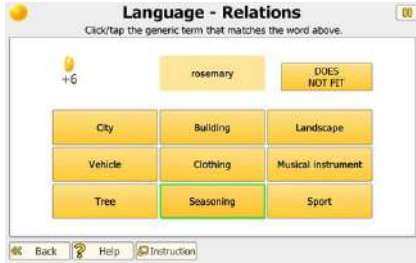 Language - Relations
Click/tap the generic term that matches the word above.
+6
rosemary
DOES
NOT FIT
City
Building
Landscape
Vehicle
Clothing
Musical instrument
Tree
Seasoning
Sport
Back
Help
Instruction